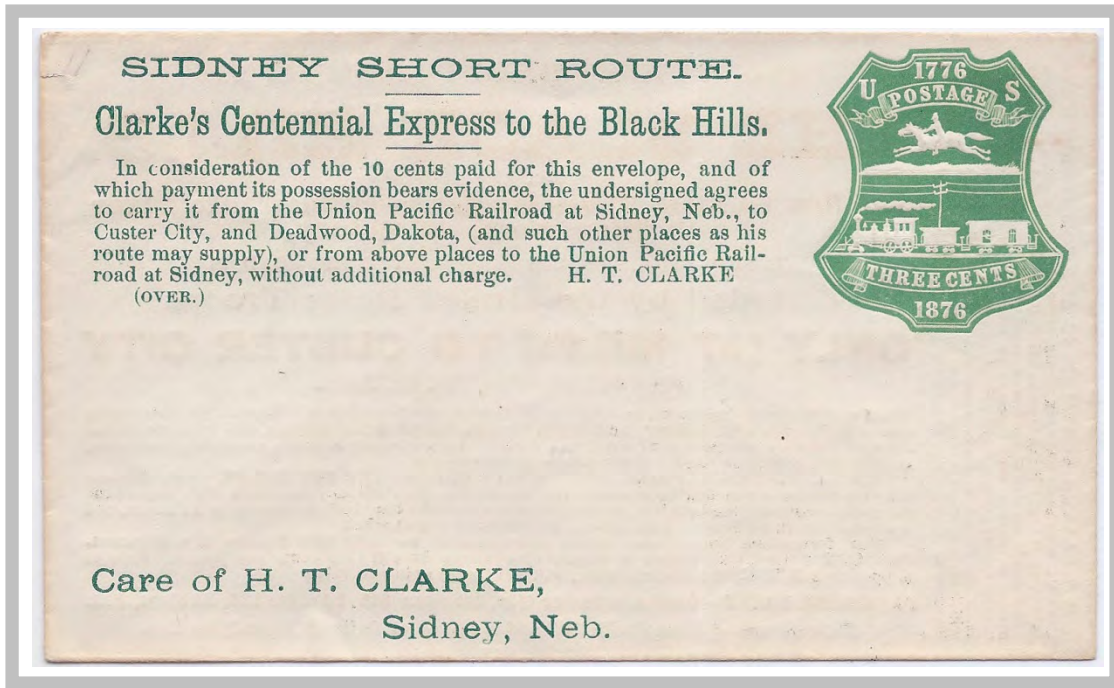 SIDNEY SHORT ROUTE.
Clarke's Centennial Express to the Black Hills.
In consideration of the 10 cents paid for this envelope, and of
which payment its possession bears evidence, the undersigned agrees
to carry it from the Union Pacific Railroad at Sidney, Neb., to
Custer City, and Deadwood, Dakota, (and such other places as his
route may supply), or from above places to the Union Pacific Rail-
road at Sidney, without additional charge. H. T. CLARKE
(OVER.)
1776
U POSTAGE S
THREE CENTS
1876
Care of H. T. CLARKE,
Sidney, Neb.